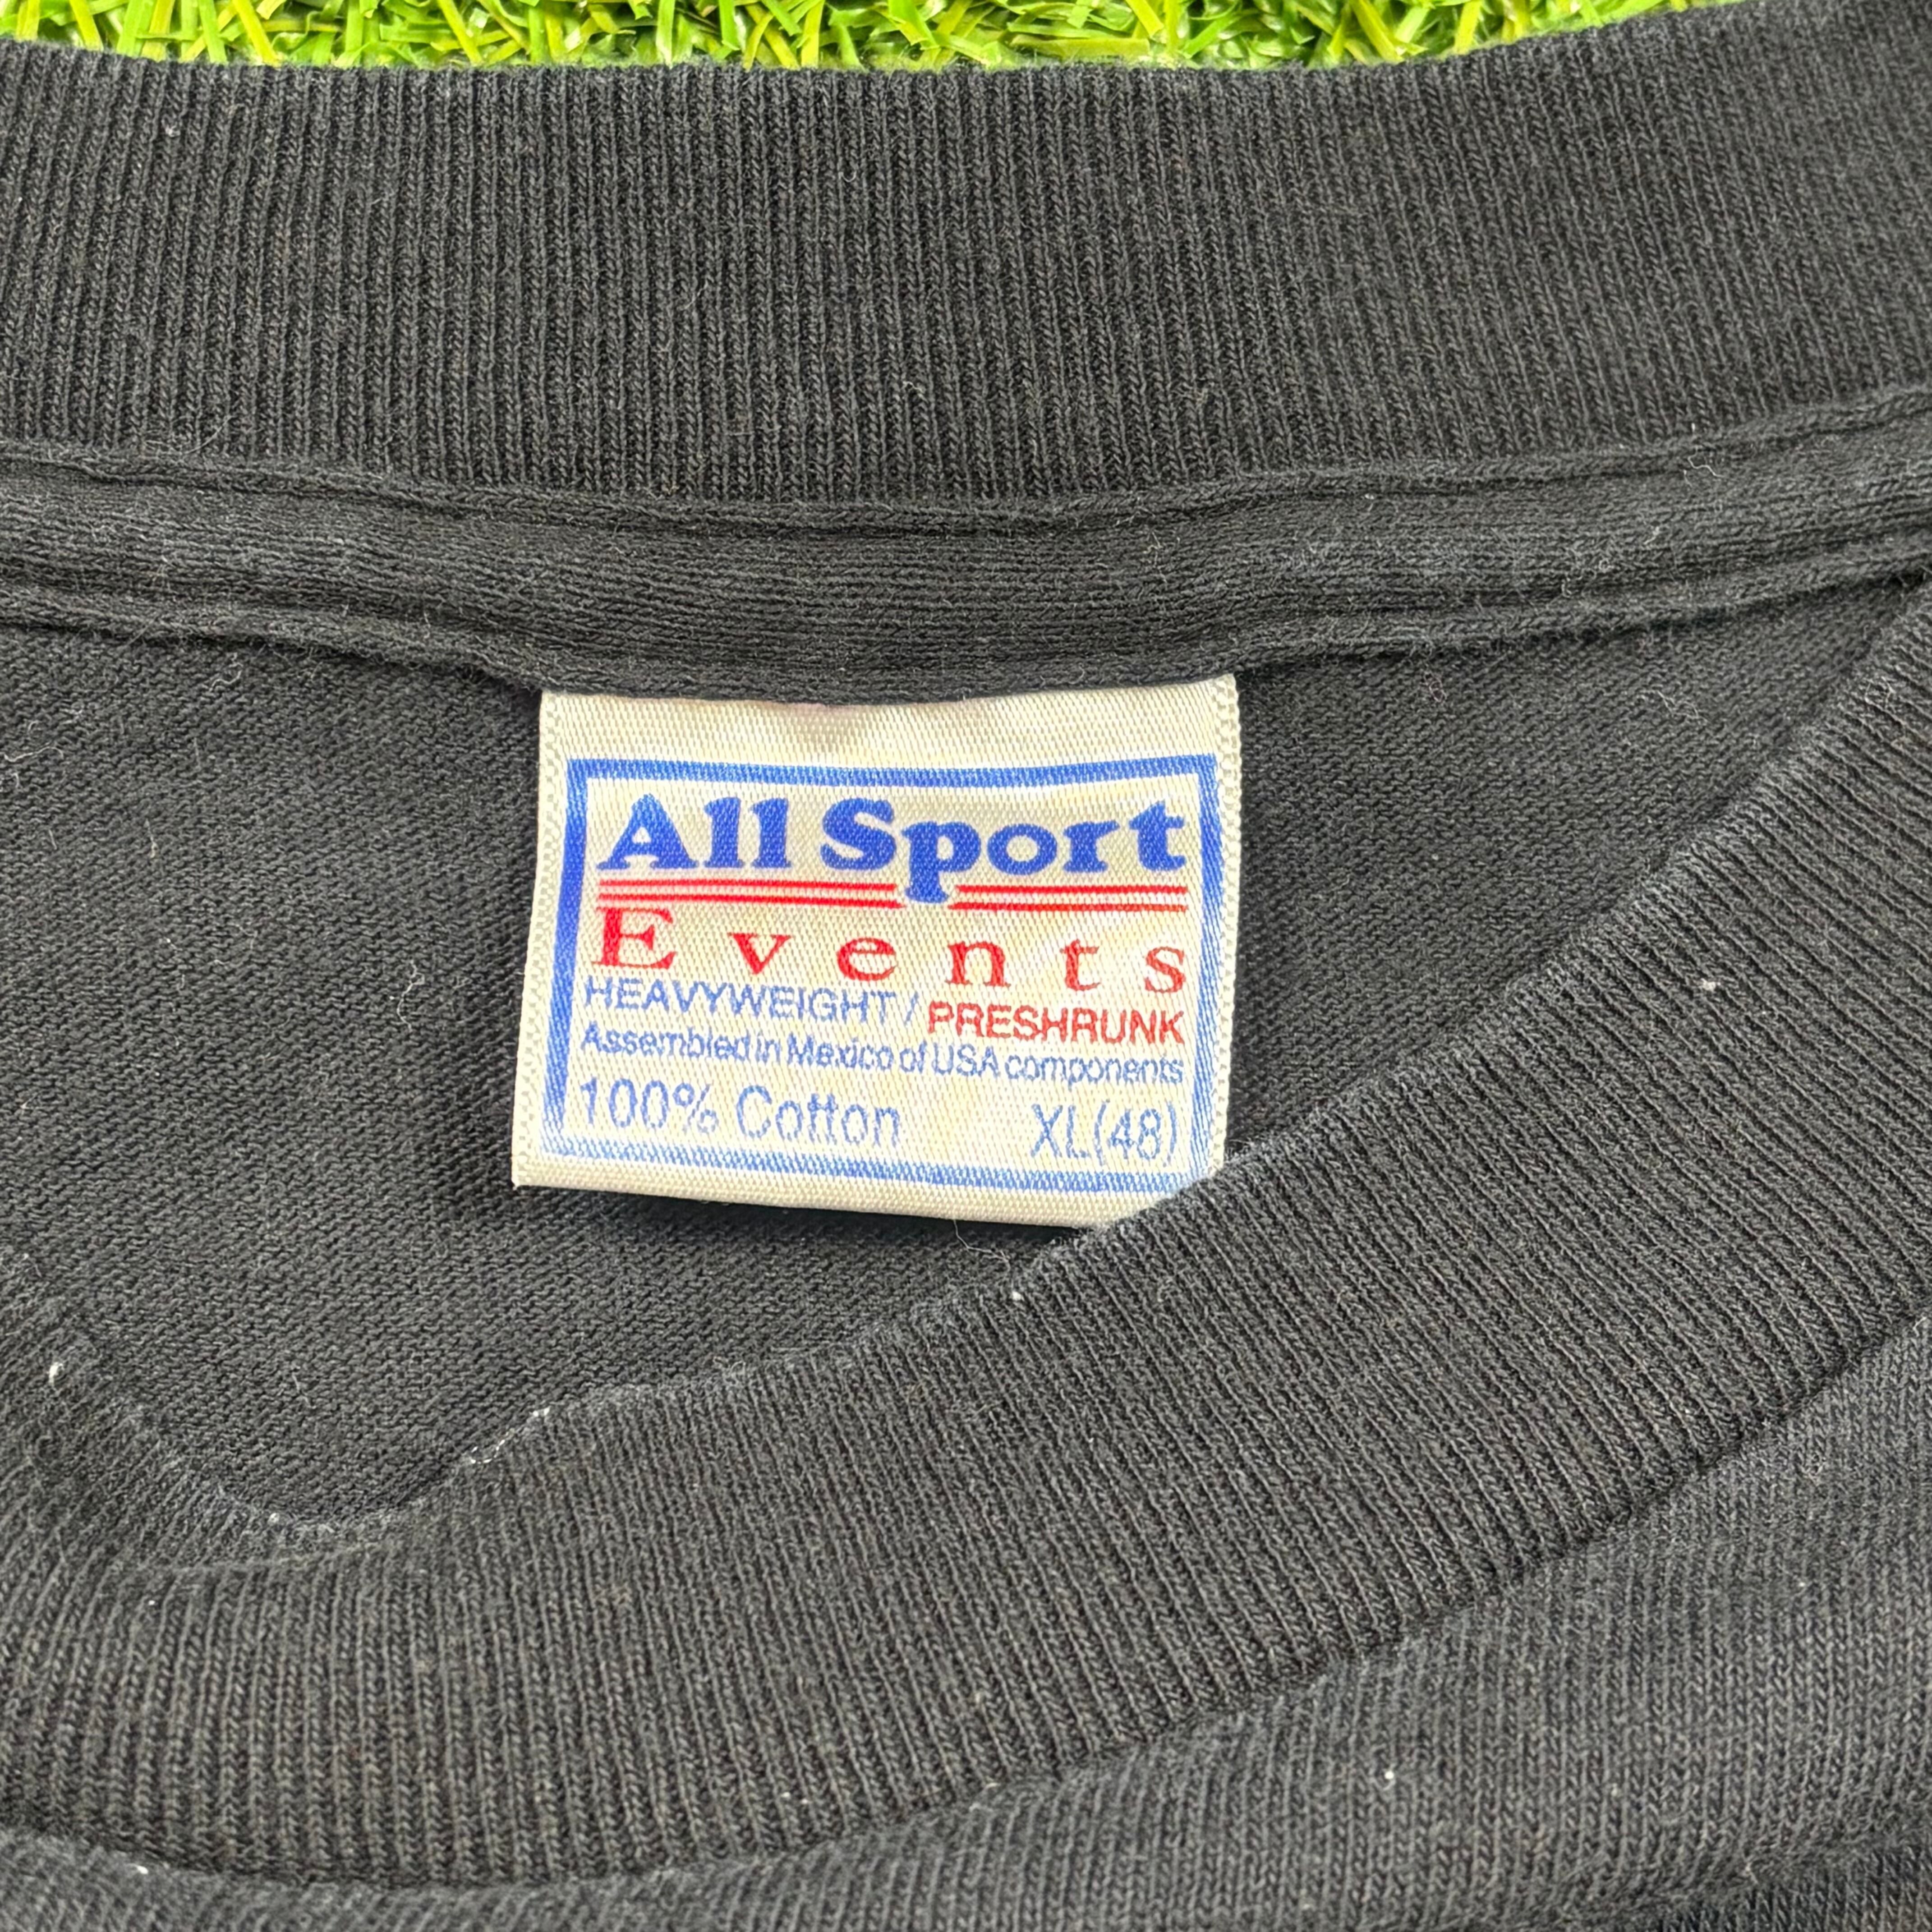 All Sport
Events
HEAVYWEIGHT / PRESHRUNK
Assembled in Mexico of USA components
100% Cotton XL(48)